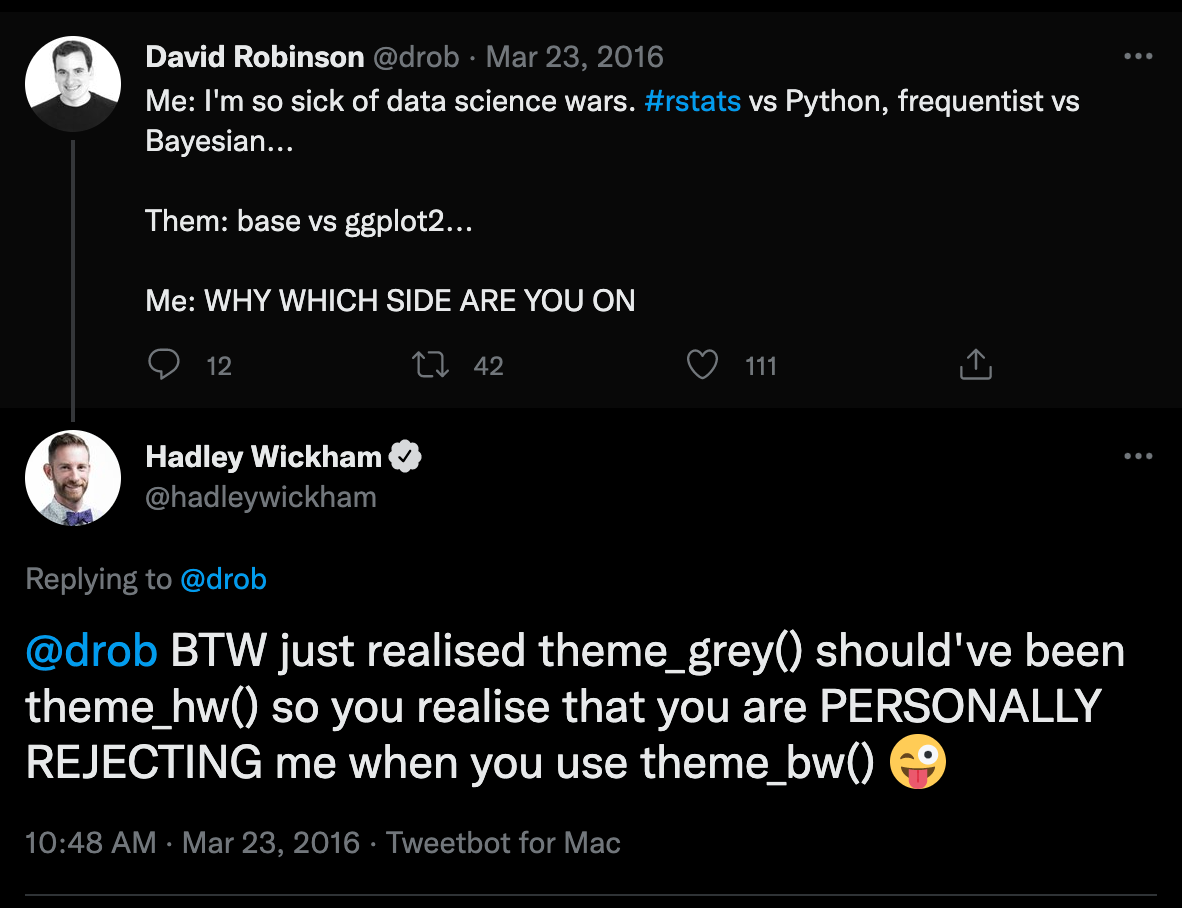 David Robinson @drob · Mar 23, 2016
Me: I'm so sick of data science wars. #rstats vs Python, frequentist vs
Bayesian...
Them: base vs ggplot2...
Me: WHY WHICH SIDE ARE YOU ON
12 42 111
Hadley Wickham
@hadleywickham
Replying to @drob
@drob BTW just realised theme_grey() should've been
theme_hw() so you realise that you are PERSONALLY
REJECTING me when you use theme_bw() 😜
10:48 AM · Mar 23, 2016 · Tweetbot for Mac